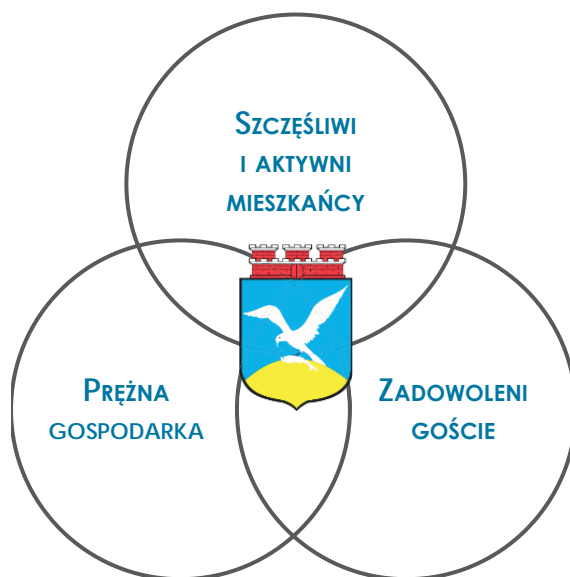 SZCZĘŚLIWI
I AKTYWNI
MIESZKAŃCY
PRĘŻNA
GOSPODARKA
ZADOWOLENI
GOŚCIE